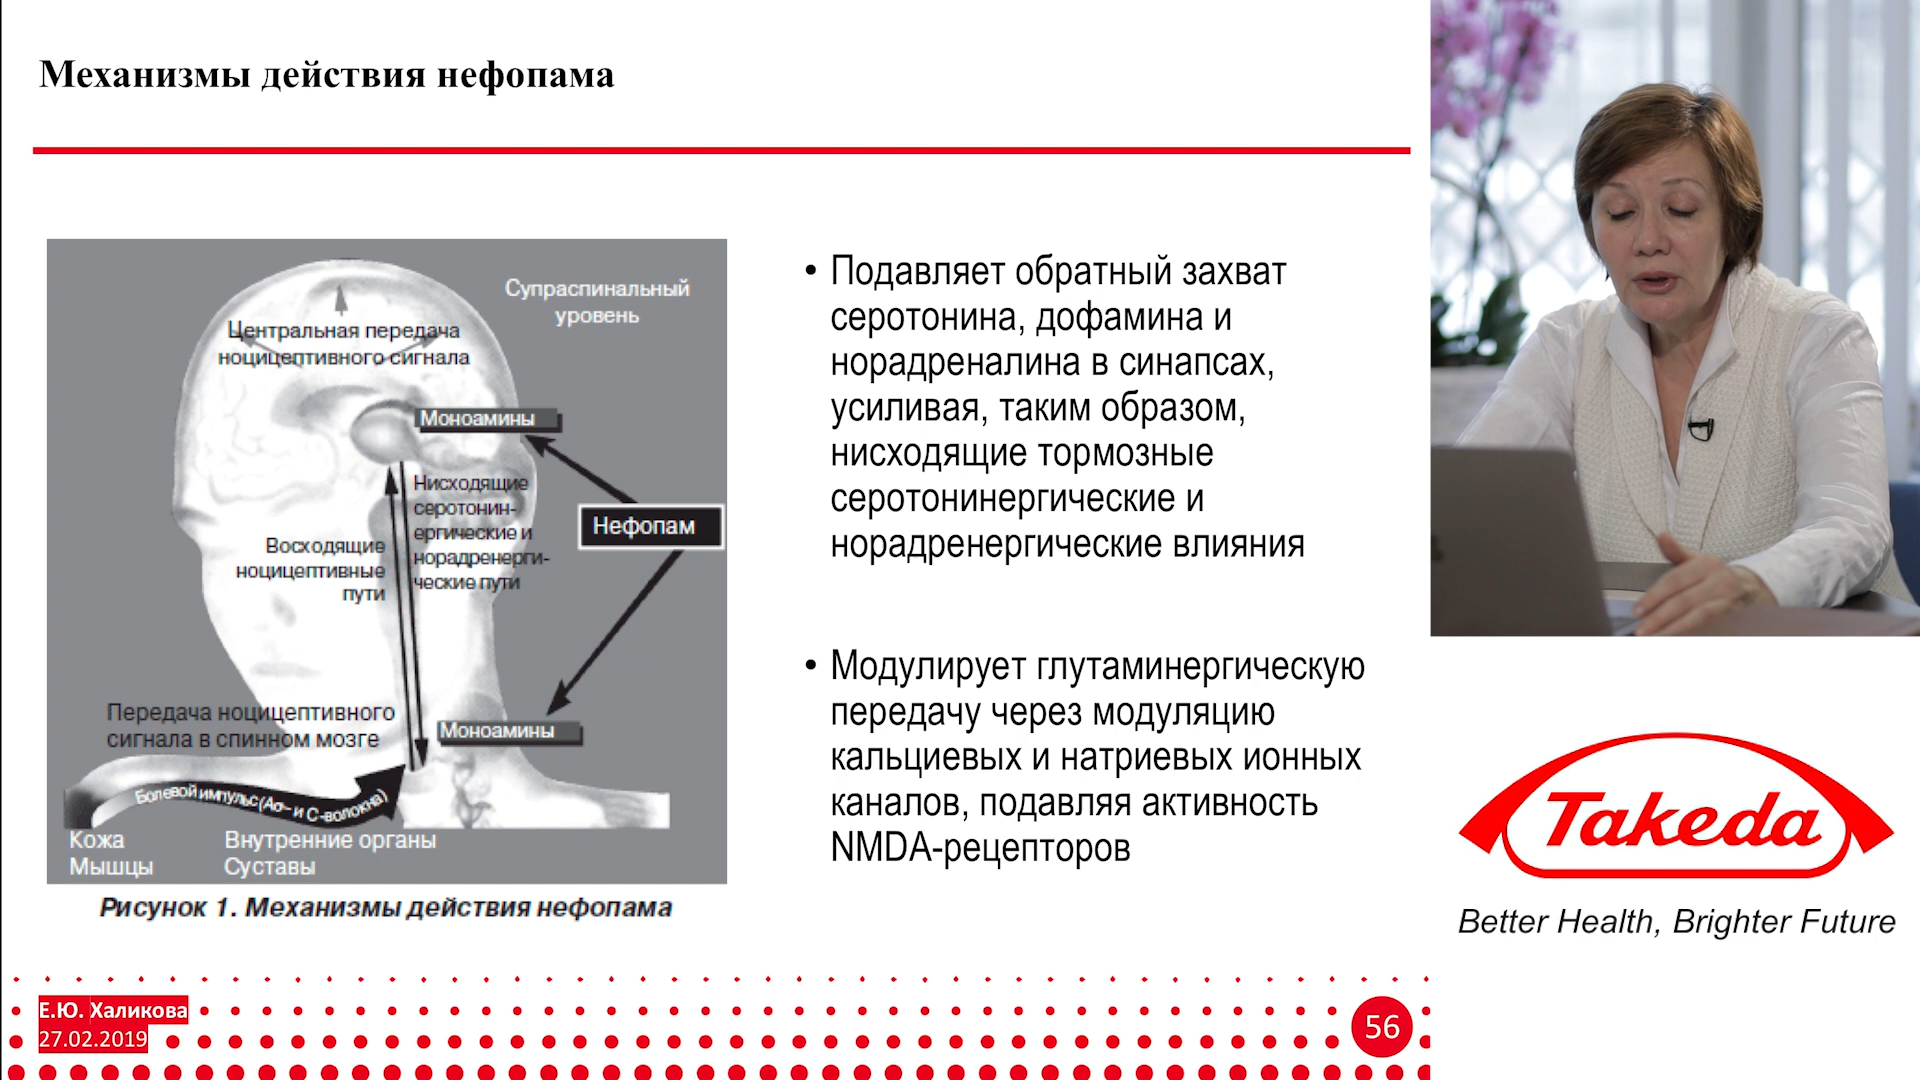 Механизмы действия нефопама
Супраспинальный
уровень
Центральная передача
ноцицептивного сигнала
Моноамины
Нисходящие
серотонин-
ергические и
норадренерги-
ческие пути
Нефопам
Восходящие
ноцицептивные
пути
Передача ноцицептивного
сигнала в спинном мозге
Моноамины
Болевой импульс (Аσ– и С-волокна)
Кожа
Мышцы
Внутренние органы
Суставы
Рисунок 1. Механизмы действия нефопама
• Подавляет обратный захват
серотонина, дофамина и
норадреналина в синапсах,
усиливая, таким образом,
нисходящие тормозные
серотонинергические и
норадренергические влияния
• Модулирует глутаминергическую
передачу через модуляцию
кальциевых и натриевых ионных
каналов, подавляя активность
NMDA-рецепторов
Takeda
Better Health, Brighter Future
Е.Ю. Халикова
27.02.2019
56